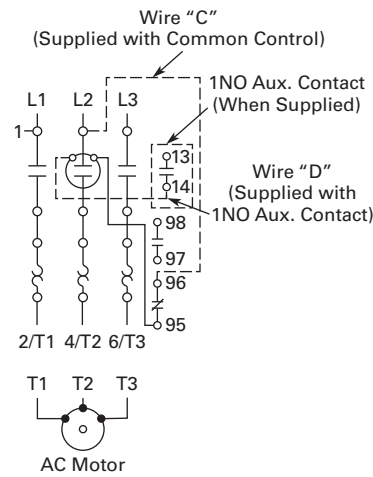 Wire “C”
(Supplied with Common Control)
1NO Aux. Contact
(When Supplied)
L1 L2 L3
1
13
14
Wire “D”
(Supplied with
1NO Aux. Contact)
98
97
96
95
2/T1 4/T2 6/T3
T1 T2 T3
AC Motor